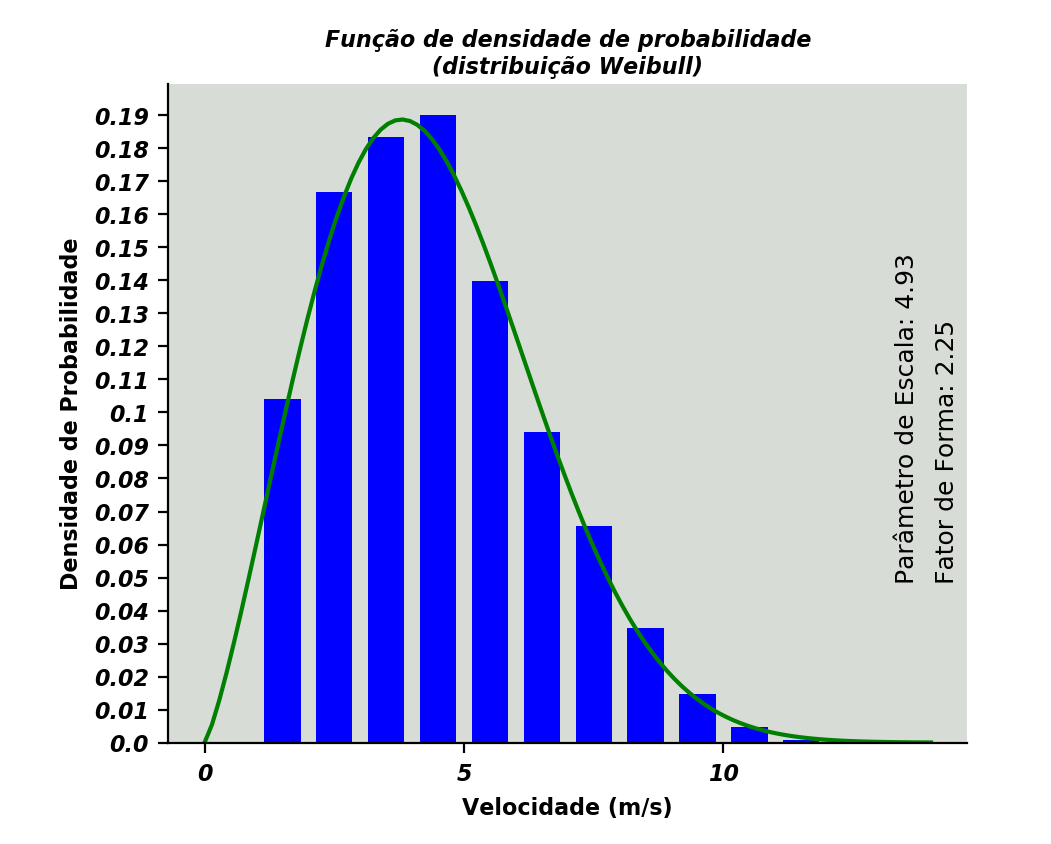 Função de densidade de probabilidade
(distribuição Weibull)
Densidade de Probabilidade
0.19
0.18
0.17
0.16
0.15
0.14
0.13
0.12
0.11
0.1
0.09
0.08
0.07
0.06
0.05
0.04
0.03
0.02
0.01
0.0
Parâmetro de Escala: 4.93
Fator de Forma: 2.25
0 5 10
Velocidade (m/s)